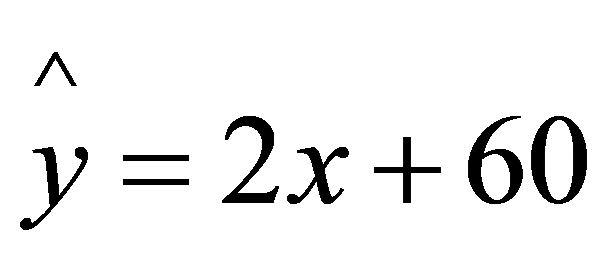 ŷ = 2x + 60